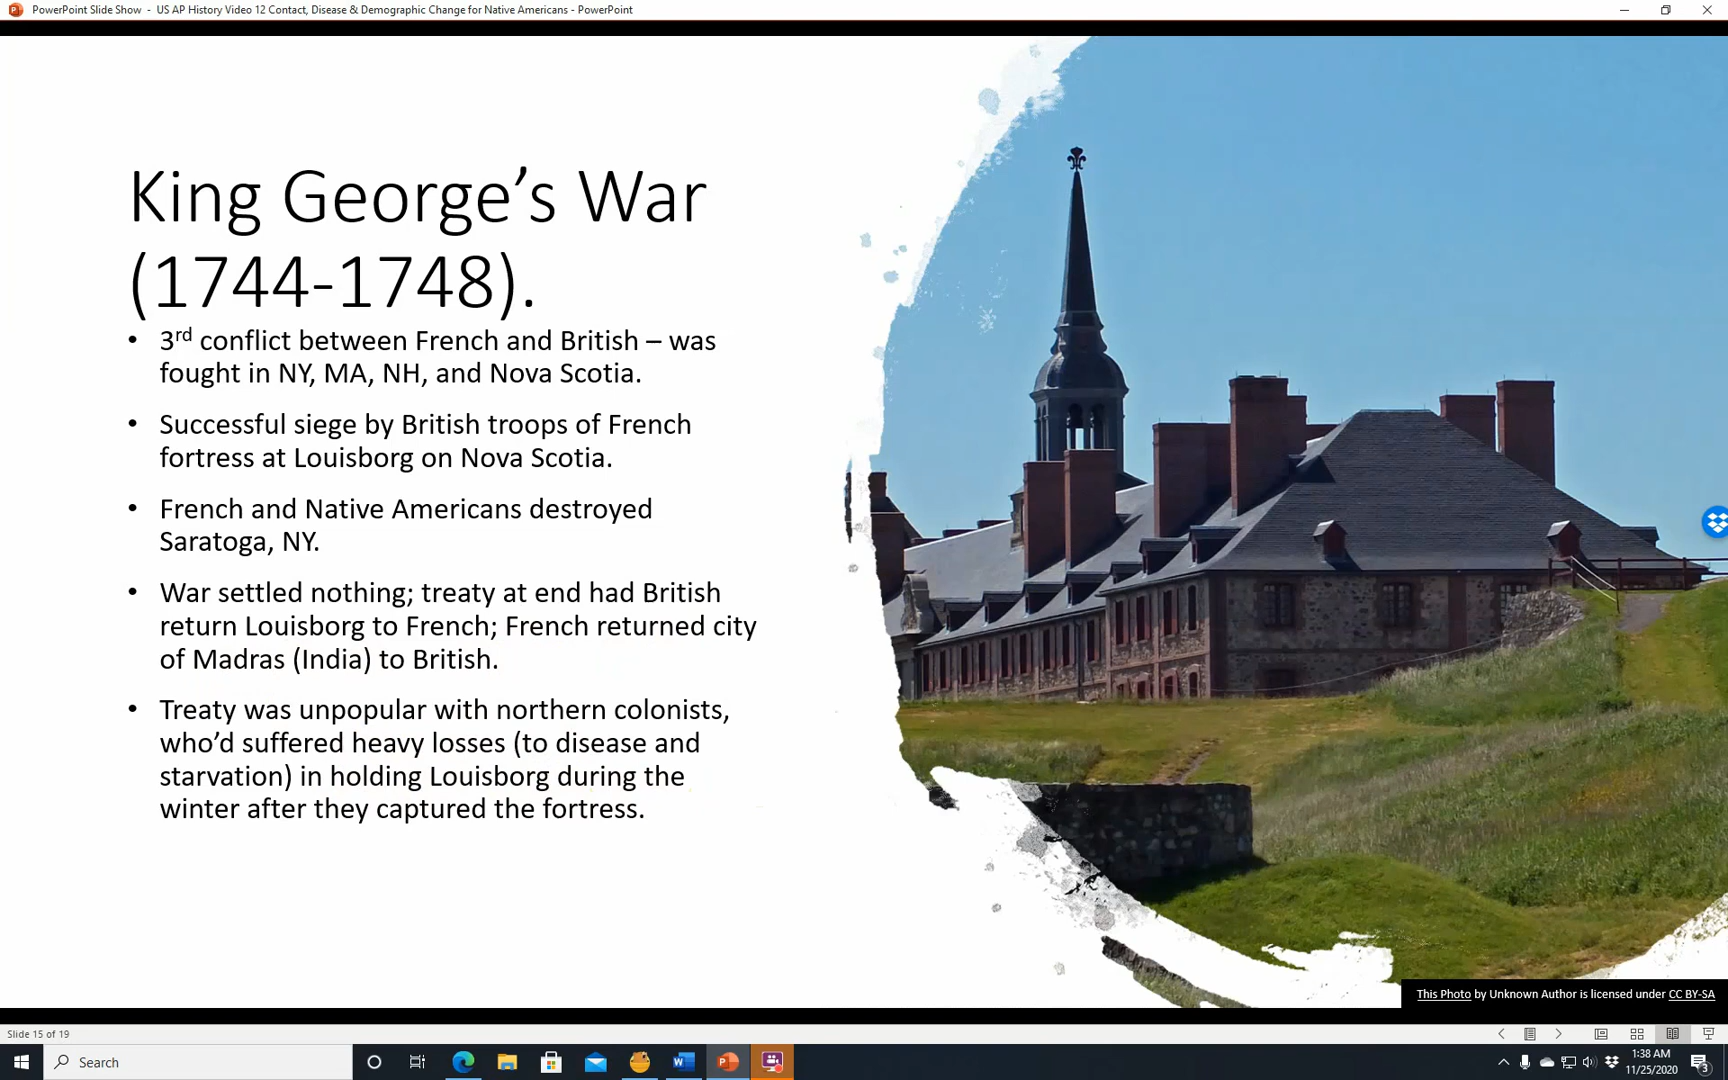 PowerPoint Slide Show - US AP History Video 12 Contact, Disease & Demographic Change for Native Americans - PowerPoint
King George’s War
(1744-1748).
• 3rd conflict between French and British – was
fought in NY, MA, NH, and Nova Scotia.
• Successful siege by British troops of French
fortress at Louisborg on Nova Scotia.
• French and Native Americans destroyed
Saratoga, NY.
• War settled nothing; treaty at end had British
return Louisborg to French; French returned city
of Madras (India) to British.
• Treaty was unpopular with northern colonists,
who’d suffered heavy losses (to disease and
starvation) in holding Louisborg during the
winter after they captured the fortress.
This Photo by Unknown Author is licensed under CC BY-SA
Slide 15 of 19
Search
1:38 AM
11/25/2020
3